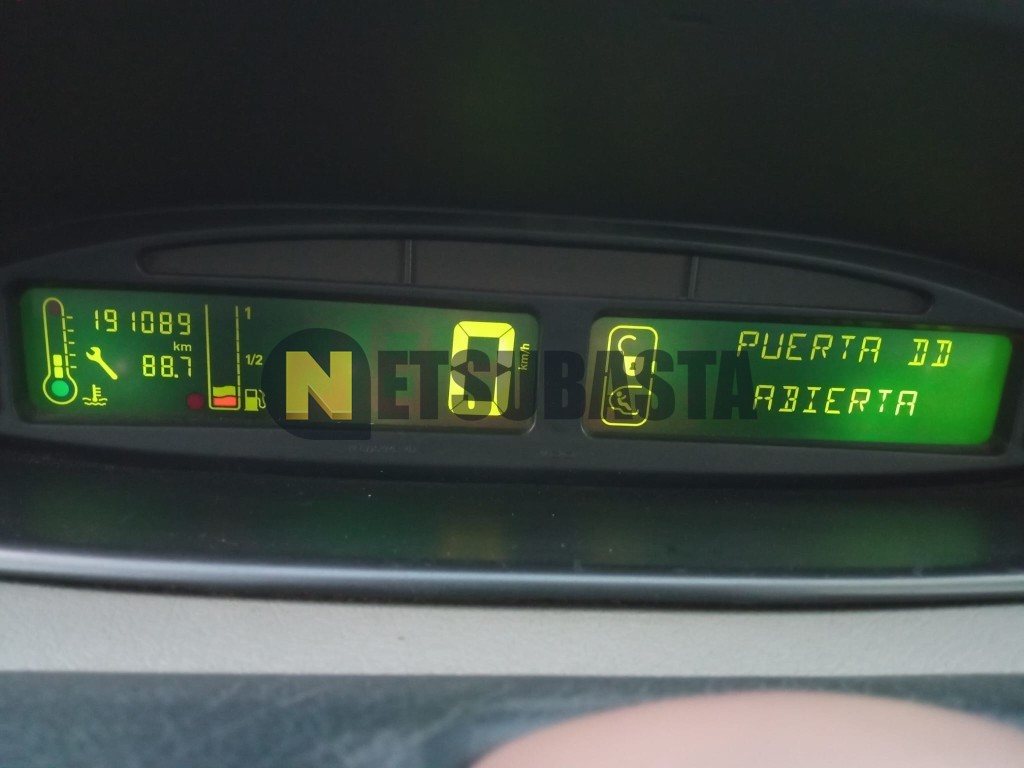 191089
km
88.7
1
1/2
0
km/h
PUERTA DD
ABIERTA
NETSUBASTA